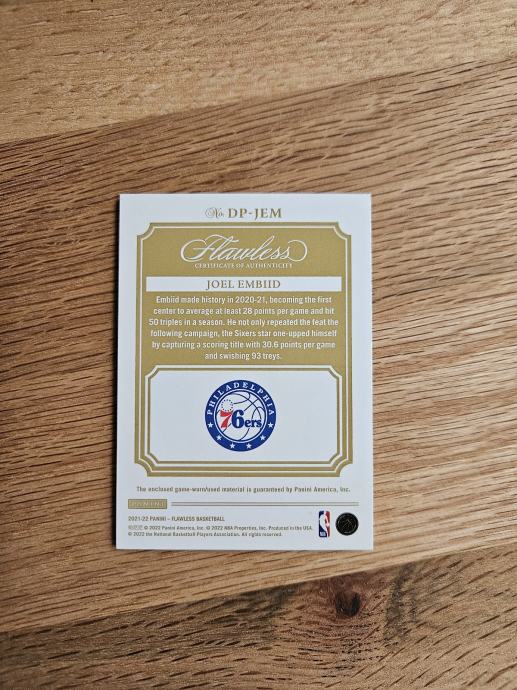 No. DP-JEM
Flawless
CERTIFICATE OF AUTHENTICITY
JOEL EMBIID
Embiid made history in 2020-21, becoming the first
center to average at least 28 points per game and hit
50 triples in a season. He not only repeated the feat the
following campaign, the Sixers star one-upped himself
by capturing a scoring title with 30.6 points per game
and swishing 93 treys.
PHILADELPHIA
76ers
The enclosed game-worn/used material is guaranteed by Panini America, Inc.
PANINI
2021-22 PANINI – FLAWLESS BASKETBALL
© 2022 Panini America, Inc. © 2022 NBA Properties, Inc. Produced in the USA.
© 2022 the National Basketball Players Association. All rights reserved.
NBA